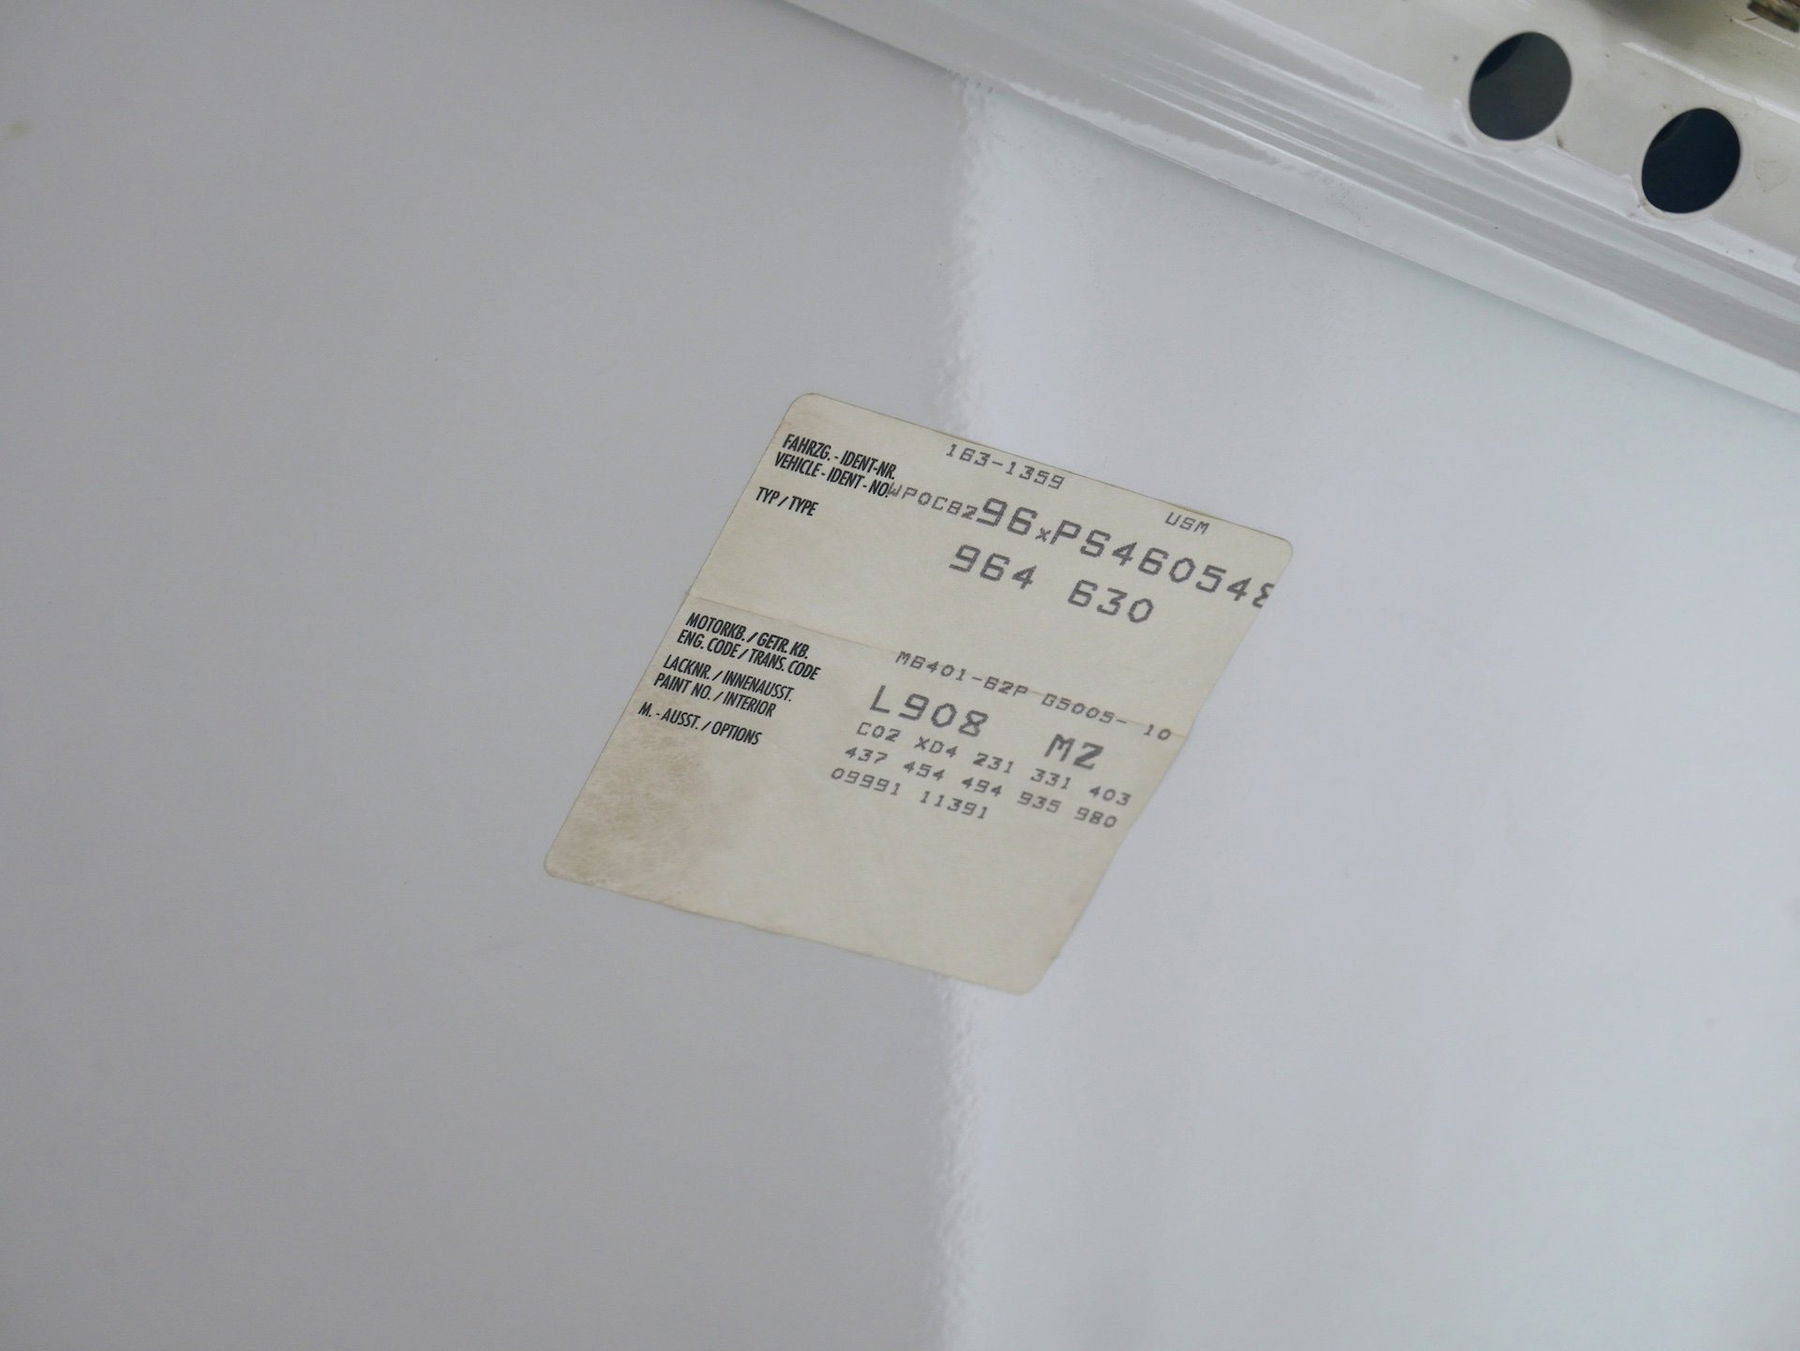 163-1359
USM
FAHRZG. - IDENT-NR.
VEHICLE - IDENT - NO. WP0CB296xPS460548
TYP / TYPE 964 630
MOTORKB. / GETR. KB.
ENG. CODE / TRANS. CODE M6401-62P G5005- 10
LACKNR. / INNENAUSST.
PAINT NO. / INTERIOR L908 MZ
M. - AUSST. / OPTIONS C02 XD4 231 331 403
437 454 494 935 980
09991 11391